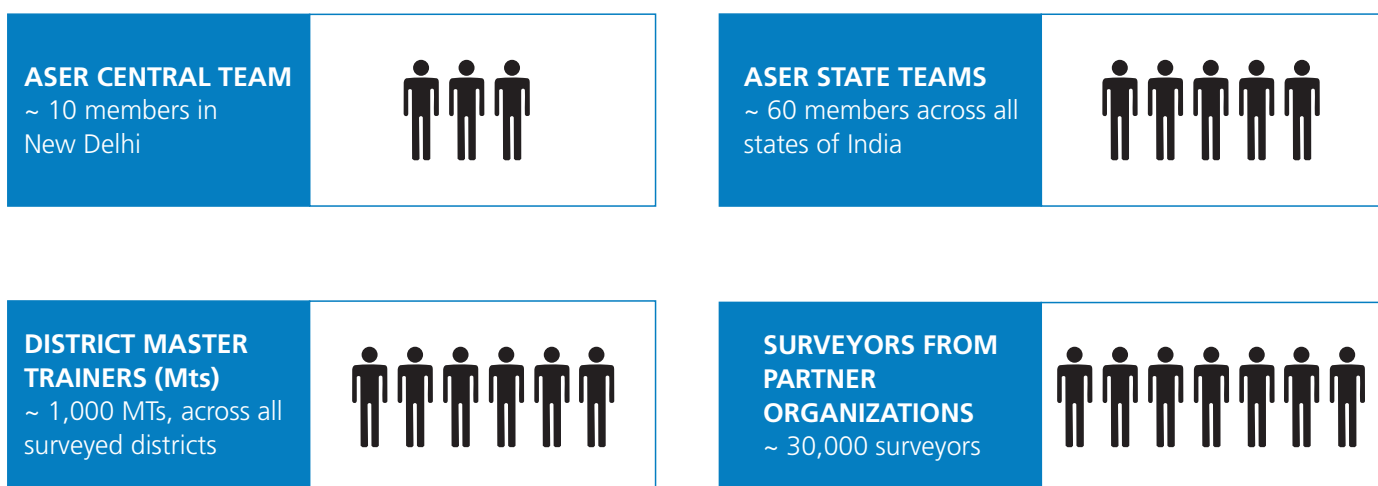 ASER CENTRAL TEAM
~ 10 members in
New Delhi
ASER STATE TEAMS
~ 60 members across all
states of India
DISTRICT MASTER
TRAINERS (Mts)
~ 1,000 MTs, across all
surveyed districts
SURVEYORS FROM
PARTNER
ORGANIZATIONS
~ 30,000 surveyors